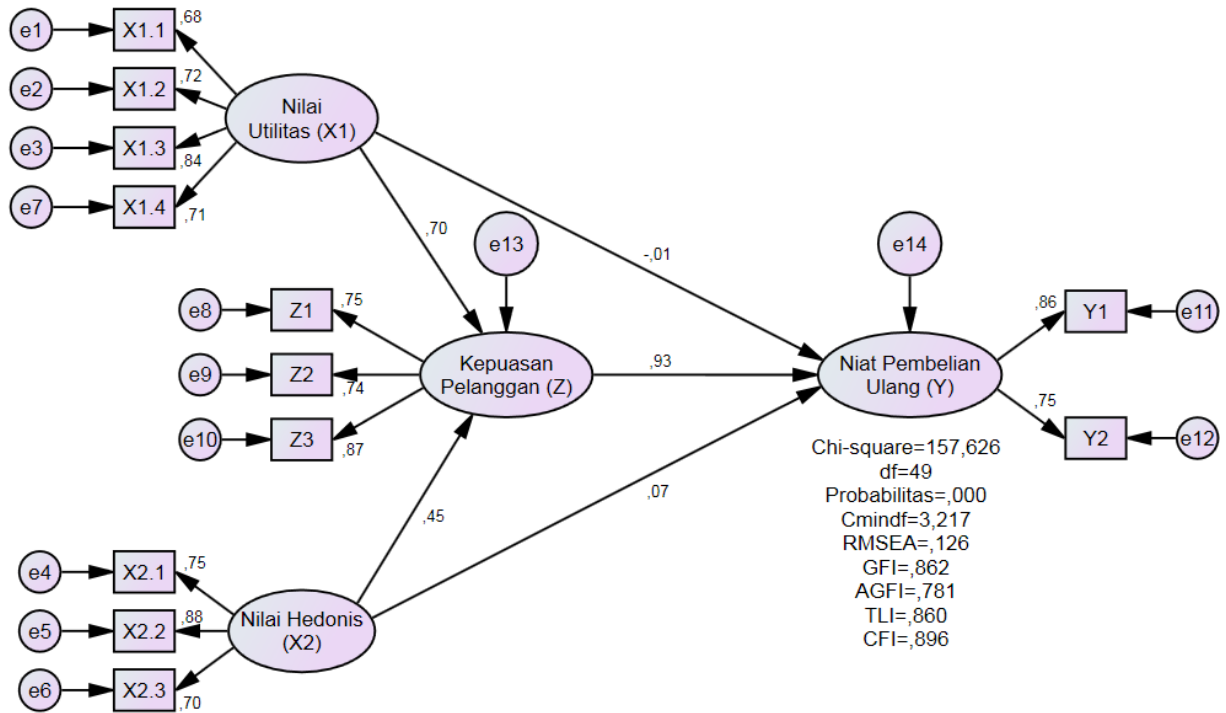 e1
X1.1
,68
e2
X1.2
,72
e3
X1.3
,84
e7
X1.4
,71
Nilai
Utilitas (X1)
,70
-,01
e13
e14
e8
Z1
,75
e9
Z2
,74
e10
Z3
,87
Kepuasan
Pelanggan (Z)
,93
Niat Pembelian
Ulang (Y)
,86
Y1
e11
,75
Y2
e12
Chi-square=157,626
df=49
Probabilitas=,000
Cmindf=3,217
RMSEA=,126
GFI=,862
AGFI=,781
TLI=,860
CFI=,896
,45
,07
e4
X2.1
,75
e5
X2.2
,88
e6
X2.3
,70
Nilai Hedonis
(X2)